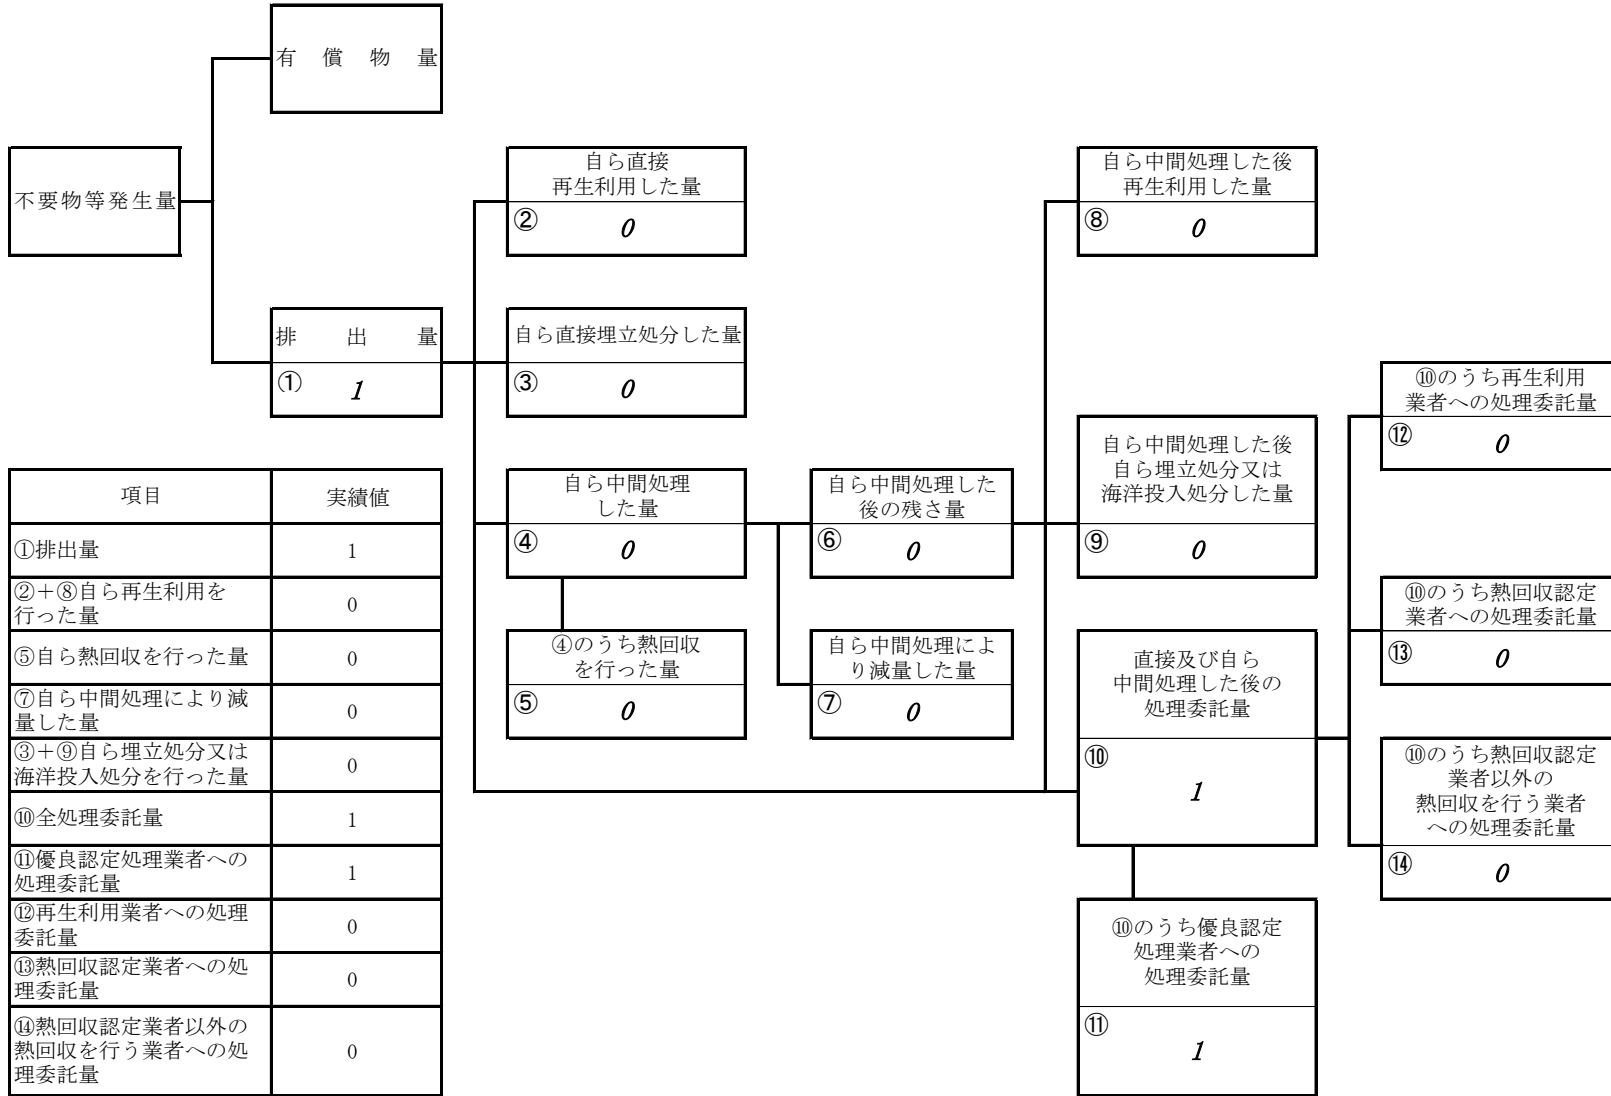 有償物量
不要物等発生量
排出量
① 1
自ら直接
再生利用した量
② 0
自ら直接埋立処分した量
③ 0
自ら中間処理
した量
④ 0
④のうち熱回収
を行った量
⑤ 0
自ら中間処理した
後の残さ量
⑥ 0
自ら中間処理によ
り減量した量
⑦ 0
自ら中間処理した後
再生利用した量
⑧ 0
自ら中間処理した後
自ら埋立処分又は
海洋投入処分した量
⑨ 0
直接及び自ら
中間処理した後の
処理委託量
⑩
1
⑩のうち優良認定
処理業者への
処理委託量
⑪
1
⑩のうち再生利用
業者への処理委託量
⑫ 0
⑩のうち熱回収認定
業者への処理委託量
⑬ 0
⑩のうち熱回収認定
業者以外の
熱回収を行う業者
への処理委託量
⑭ 0
項目 実績値
①排出量 1
②+⑧自ら再生利用を
行った量 0
⑤自ら熱回収を行った量 0
⑦自ら中間処理により減
量した量 0
③+⑨自ら埋立処分又は
海洋投入処分を行った量 0
⑩全処理委託量 1
⑪優良認定処理業者への
処理委託量 1
⑫再生利用業者への処理
委託量 0
⑬熱回収認定業者への処
理委託量 0
⑭熱回収認定業者以外の
熱回収を行う業者への処 0
理委託量